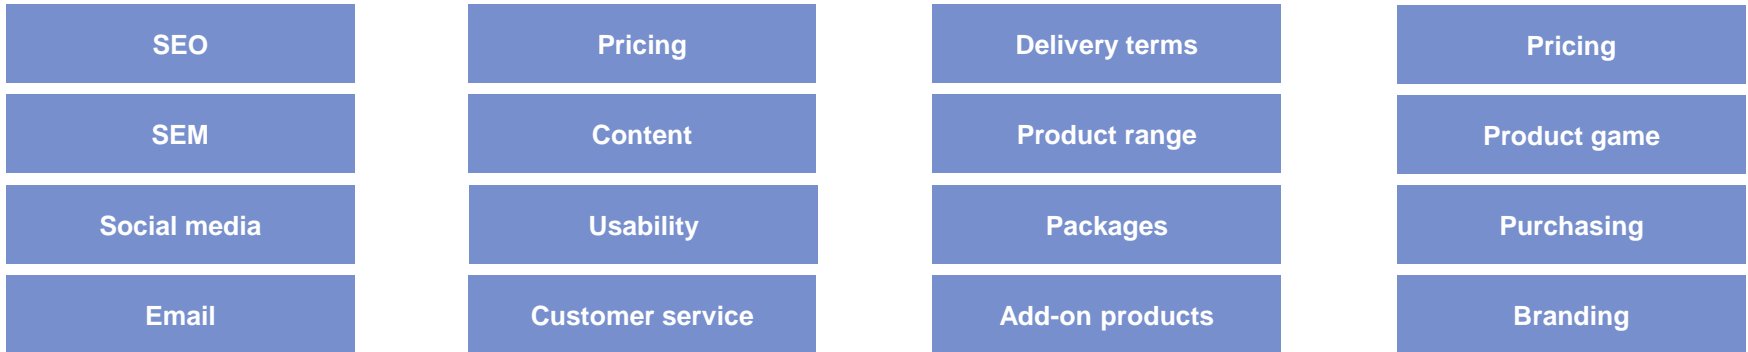 SEO
Pricing
Delivery terms
Pricing
SEM
Content
Product range
Product game
Social media
Usability
Packages
Purchasing
Email
Customer service
Add-on products
Branding